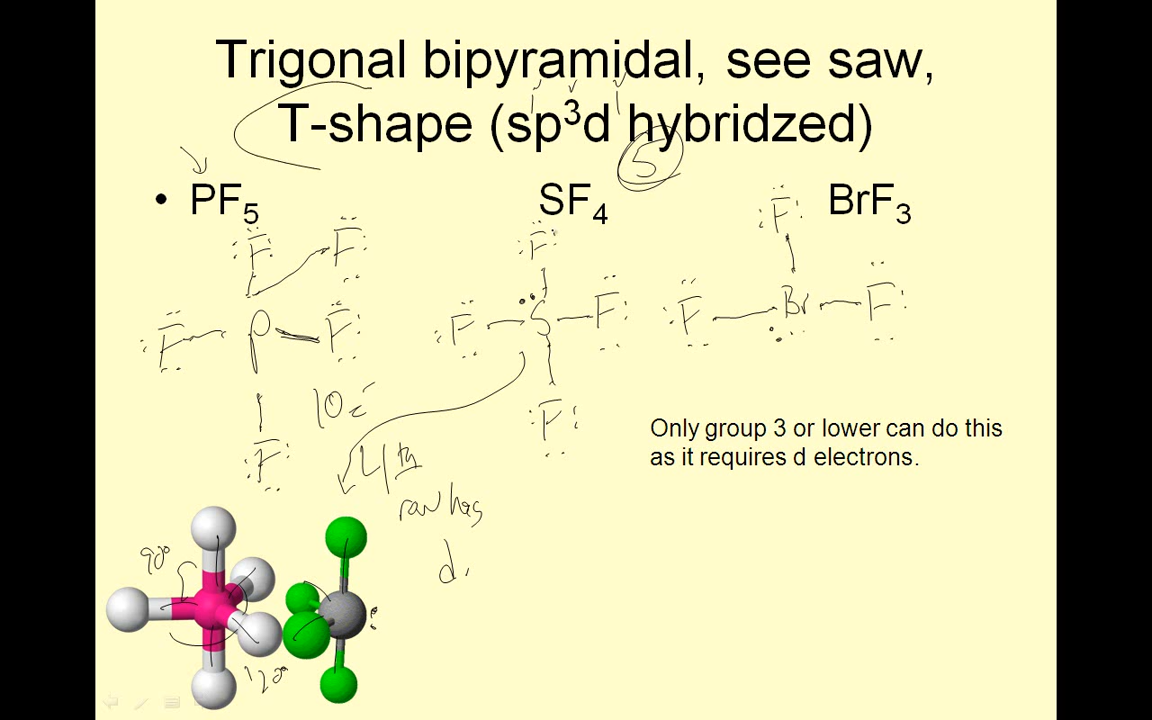 Trigonal bipyramidal, see saw,
T-shape (sp³d hybridzed)
5
• PF₅ SF₄ BrF₃
F F F F
F P F F S F F Br F
10e⁻
F F
Only group 3 or lower can do this
as it requires d electrons.
4th
row has
d.
90°
120°